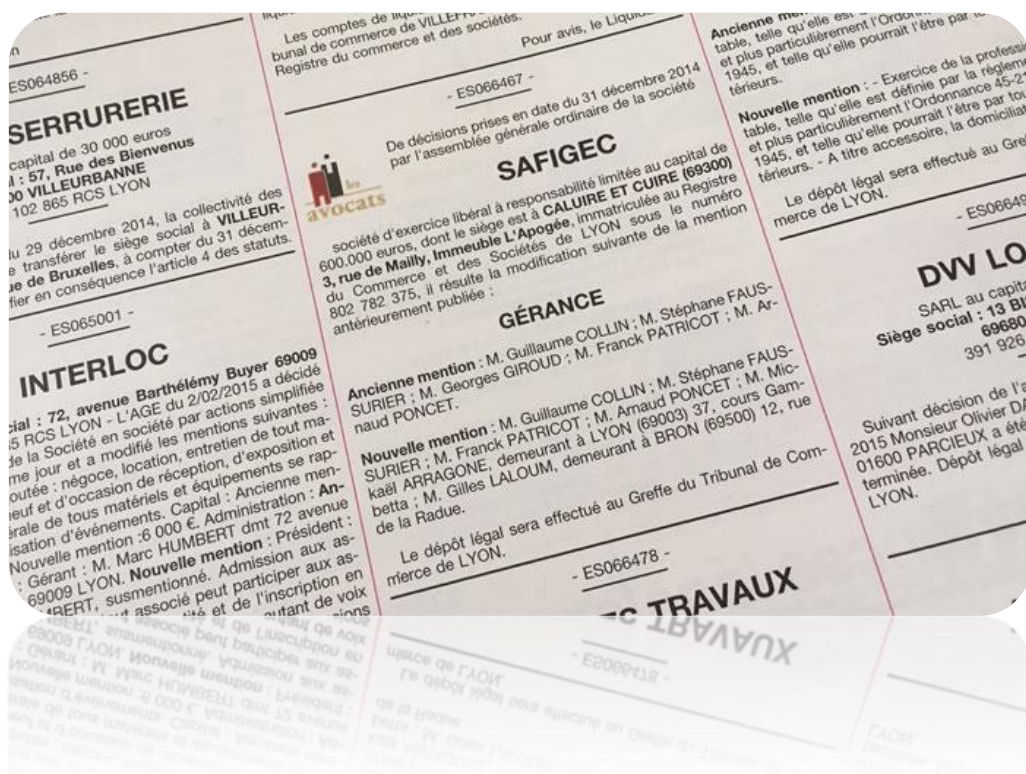 - ES064856 -
SERRURERIE
capital de 30 000 euros
57, Rue des Bienvenus
VILLEURBANNE
102 865 RCS LYON
29 décembre 2014, la collectivité des
transférer le siège social à VILLEUR-
de Bruxelles, à compter du 31 décem-
fier en conséquence l'article 4 des statuts.
- ES065001 -
INTERLOC
72, avenue Barthélémy Buyer 69009
RCS LYON - L'AGE du 2/02/2015 a décidé
de la Société en société par actions simplifiée
me jour et a modifié les mentions suivantes :
outée : négoce, location, entretien de tout ma-
neuf et d'occasion de réception, d'exposition et
érale de tous matériels et équipements se rap-
isation d'événements. Capital : Ancienne men-
Nouvelle mention :6 000 €. Administration : An-
: Gérant : M. Marc HUMBERT dmt 72 avenue
69009 LYON. Nouvelle mention : Président :
susmentionné. Admission aux as-
associé peut participer aux as-
et de l'inscription en
autant de voix
Les comptes de
bunal de commerce de
Registre du commerce et des sociétés.
Pour avis, le
- ES066467 -
De décisions prises en date du 31 décembre 2014
par l'assemblée générale ordinaire de la société
les
avocats
SAFIGEC
société d'exercice libéral à responsabilité limitée au capital de
600.000 euros, dont le siège est à CALUIRE ET CUIRE (69300)
3, rue de Mailly, Immeuble L'Apogée, immatriculée au Registre
du Commerce et des Sociétés de LYON sous le numéro
802 782 375, il résulte la modification suivante de la mention
antérieurement publiée :
GÉRANCE
Ancienne mention : M. Guillaume COLLIN ; M. Stéphane FAUS-
SURIER ; M. Georges GIROUD ; M. Franck PATRICOT ; M. Ar-
naud PONCET.
Nouvelle mention : M. Guillaume COLLIN ; M. Stéphane FAUS-
SURIER ; M. Franck PATRICOT ; M. Arnaud PONCET ; M. Mic-
kaël ARRAGONE, demeurant à LYON (69003) 37, cours Gam-
betta ; M. Gilles LALOUM, demeurant à BRON (69500) 12, rue
de la Radue.
Le dépôt légal sera effectué au Greffe du Tribunal de Com-
merce de LYON.
- ES066478 -
TRAVAUX
Ancienne
table, telle qu'elle est
et plus particulièrement l'Ordonnance
1945, et telle qu'elle pourrait l'être par
térieurs.
Nouvelle mention : - Exercice de la
table, telle qu'elle est définie par la
et plus particulièrement l'Ordonnance
1945, et telle qu'elle pourrait l'être par
térieurs. - A titre accessoire, la
Le dépôt légal sera effectué au
merce de LYON.
DVV
SARL au
Siège social : 13
391 926
Suivant décision de
2015 Monsieur Olivier
01600 PARCIEUX a été
terminée. Dépôt légal
LYON.